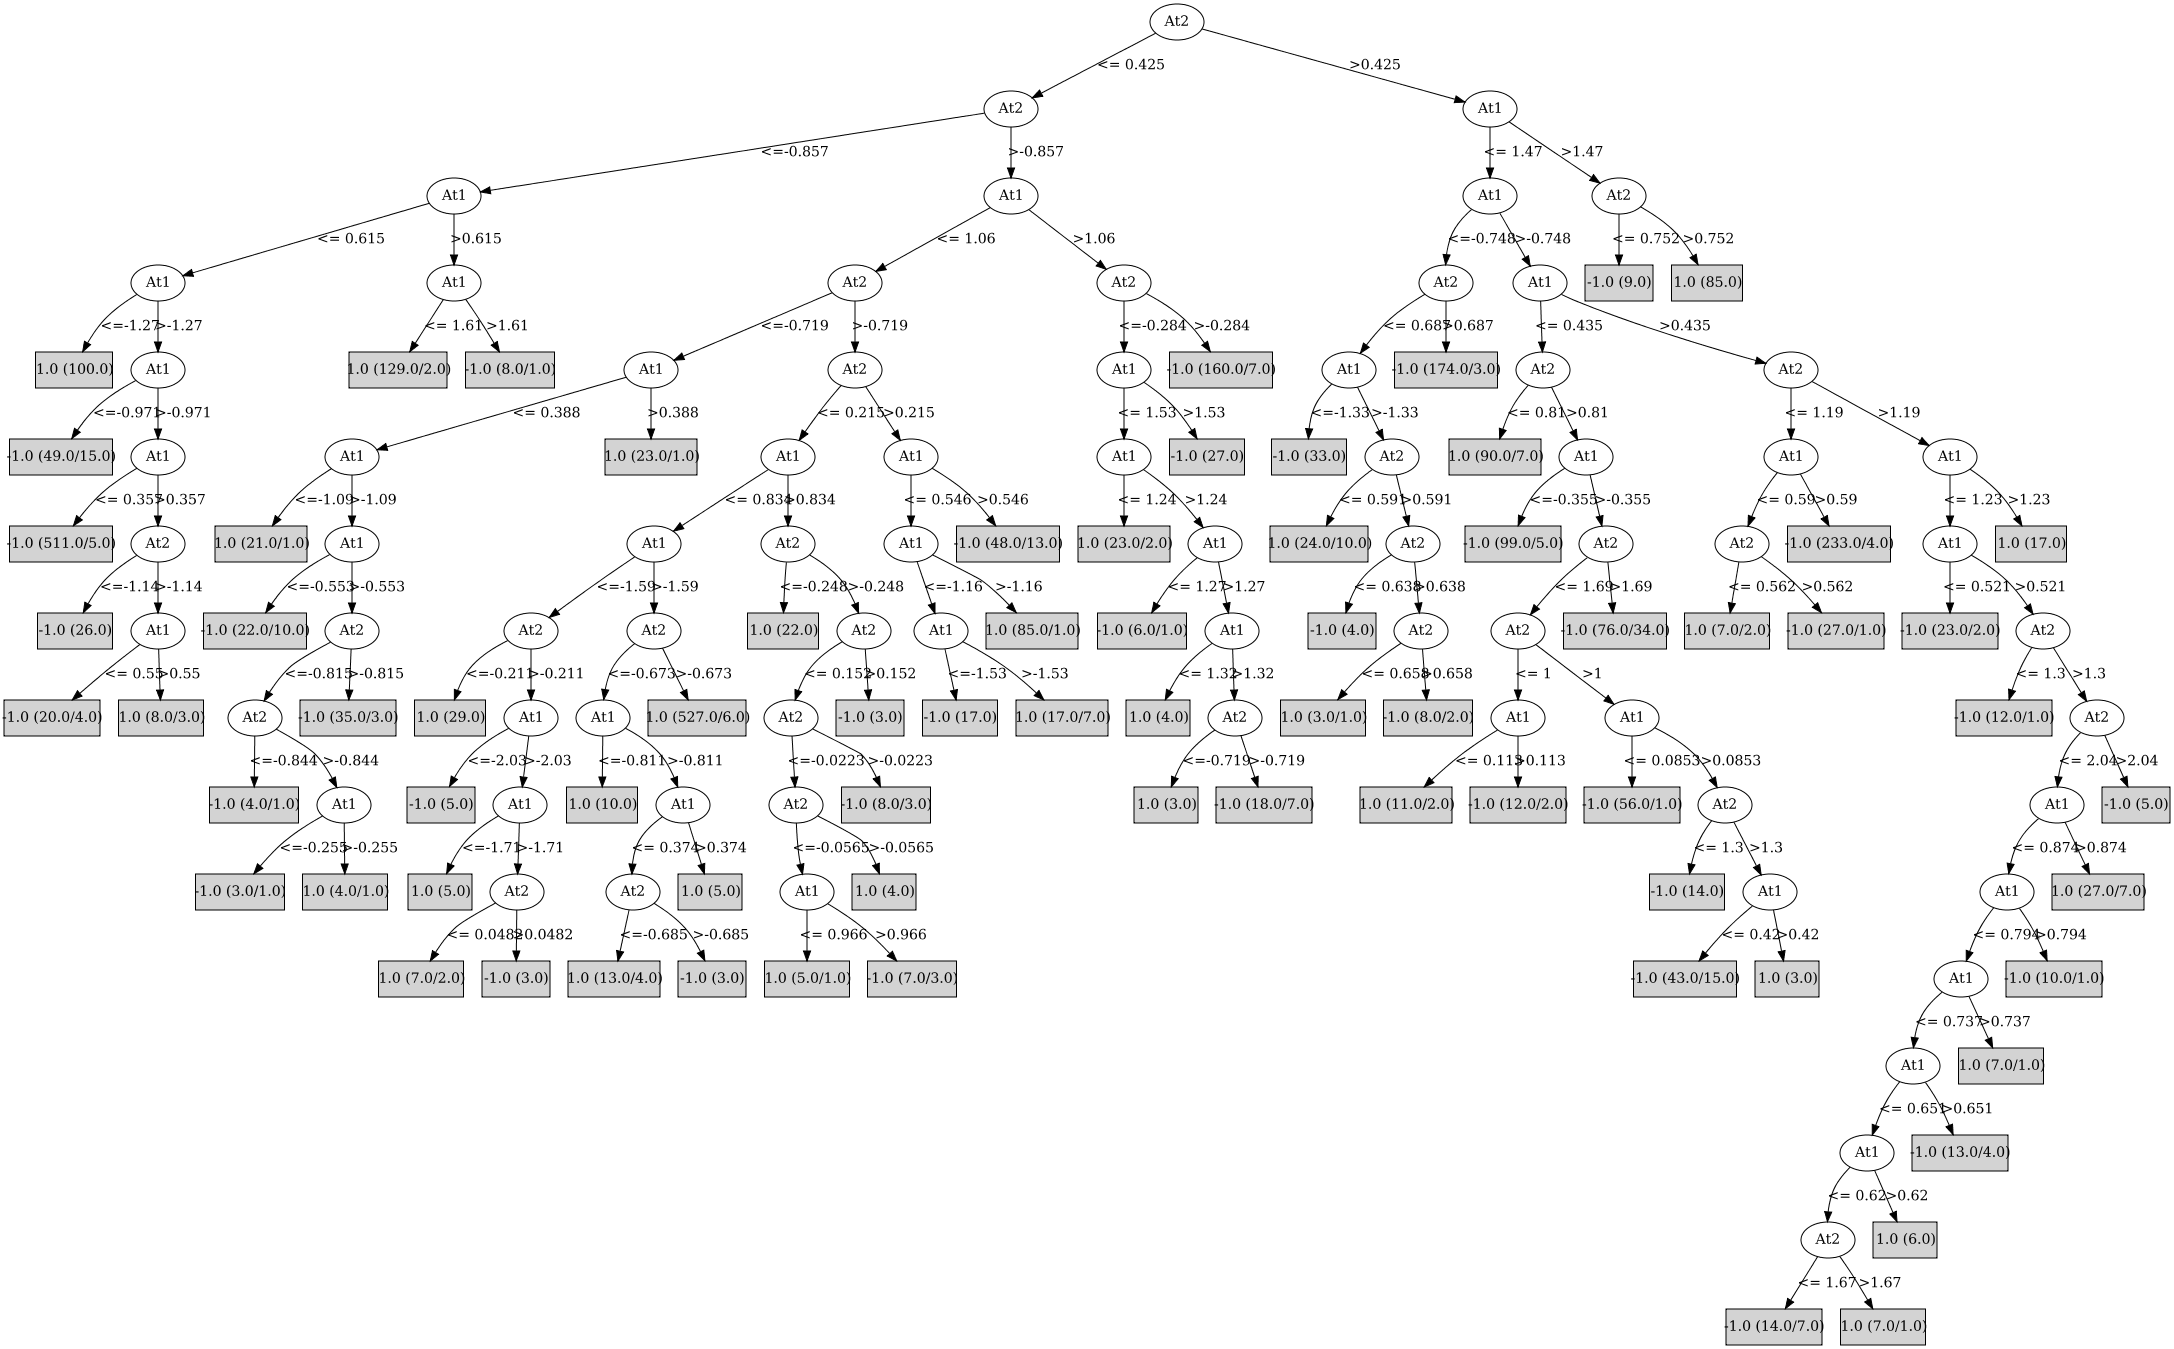 At2
<= 0.425 >0.425
At2 At1
<=-0.857 >-0.857 <= 1.47 >1.47
At1 At1 At1 At2
<= 0.615 >0.615 <= 1.06 >1.06 <=-0.748 >-0.748 <= 0.752 >0.752
At1 At1 At2 At2 At2 At1 -1.0 (9.0) 1.0 (85.0)
<=-1.27 >-1.27 <= 1.61 >1.61 <=-0.719 >-0.719 <=-0.284 >-0.284 <= 0.687 >0.687 <= 0.435 >0.435
1.0 (100.0) At1 1.0 (129.0/2.0) -1.0 (8.0/1.0) At1 At2 At1 -1.0 (160.0/7.0) At1 -1.0 (174.0/3.0) At2 At2
<=-0.971 >-0.971 <= 0.388 >0.388 <= 0.215 >0.215 <= 1.53 >1.53 <=-1.33 >-1.33 <= 0.81 >0.81 <= 1.19 >1.19
-1.0 (49.0/15.0) At1 At1 1.0 (23.0/1.0) At1 At1 At1 -1.0 (27.0) -1.0 (33.0) At2 1.0 (90.0/7.0) At1 At1 At1
<= 0.357 >0.357 <=-1.09 >-1.09 <= 0.834 >0.834 <= 0.546 >0.546 <= 1.24 >1.24 <= 0.591 >0.591 <=-0.355 >-0.355 <= 0.59 >0.59 <= 1.23 >1.23
-1.0 (511.0/5.0) At2 1.0 (21.0/1.0) At1 At1 At2 At1 -1.0 (48.0/13.0) 1.0 (23.0/2.0) At1 1.0 (24.0/10.0) At2 -1.0 (99.0/5.0) At2 At2 -1.0 (233.0/4.0) At1 1.0 (17.0)
<=-1.14 >-1.14 <=-0.553 >-0.553 <=-1.59 >-1.59 <=-0.248 >-0.248 <=-1.16 >-1.16 <= 1.27 >1.27 <= 0.638 >0.638 <= 1.69 >1.69 <= 0.562 >0.562 <= 0.521 >0.521
-1.0 (26.0) At1 -1.0 (22.0/10.0) At2 At2 At2 1.0 (22.0) At2 At1 1.0 (85.0/1.0) -1.0 (6.0/1.0) At1 -1.0 (4.0) At2 At2 -1.0 (76.0/34.0) 1.0 (7.0/2.0) -1.0 (27.0/1.0) -1.0 (23.0/2.0) At2
<= 0.55 >0.55 <=-0.815 >-0.815 <=-0.211 >-0.211 <=-0.673 >-0.673 <= 0.152 >0.152 <=-1.53 >-1.53 <= 1.32 >1.32 <= 0.658 >0.658 <= 1 >1 <= 1.3 >1.3
-1.0 (20.0/4.0) 1.0 (8.0/3.0) At2 -1.0 (35.0/3.0) 1.0 (29.0) At1 At1 1.0 (527.0/6.0) At2 -1.0 (3.0) -1.0 (17.0) 1.0 (17.0/7.0) 1.0 (4.0) At2 1.0 (3.0/1.0) -1.0 (8.0/2.0) At1 At1 -1.0 (12.0/1.0) At2
<=-0.844 >-0.844 <=-2.03 >-2.03 <=-0.811 >-0.811 <=-0.0223 >-0.0223 <=-0.719 >-0.719 <= 0.113 >0.113 <= 0.0853 >0.0853 <= 2.04 >2.04
-1.0 (4.0/1.0) At1 -1.0 (5.0) At1 1.0 (10.0) At1 At2 -1.0 (8.0/3.0) 1.0 (3.0) -1.0 (18.0/7.0) 1.0 (11.0/2.0) -1.0 (12.0/2.0) -1.0 (56.0/1.0) At2 At1 -1.0 (5.0)
<=-0.255 >-0.255 <=-1.71 >-1.71 <= 0.374 >0.374 <=-0.0565 >-0.0565 <= 1.3 >1.3 <= 0.874 >0.874
-1.0 (3.0/1.0) 1.0 (4.0/1.0) 1.0 (5.0) At2 At2 1.0 (5.0) At1 1.0 (4.0) -1.0 (14.0) At1 At1 1.0 (27.0/7.0)
<= 0.0482 >0.0482 <=-0.685 >-0.685 <= 0.966 >0.966 <= 0.42 >0.42 <= 0.794 >0.794
1.0 (7.0/2.0) -1.0 (3.0) 1.0 (13.0/4.0) -1.0 (3.0) 1.0 (5.0/1.0) -1.0 (7.0/3.0) -1.0 (43.0/15.0) 1.0 (3.0) At1 -1.0 (10.0/1.0)
<= 0.737 >0.737
At1 1.0 (7.0/1.0)
<= 0.651 >0.651
At1 -1.0 (13.0/4.0)
<= 0.62 >0.62
At2 1.0 (6.0)
<= 1.67 >1.67
-1.0 (14.0/7.0) 1.0 (7.0/1.0)